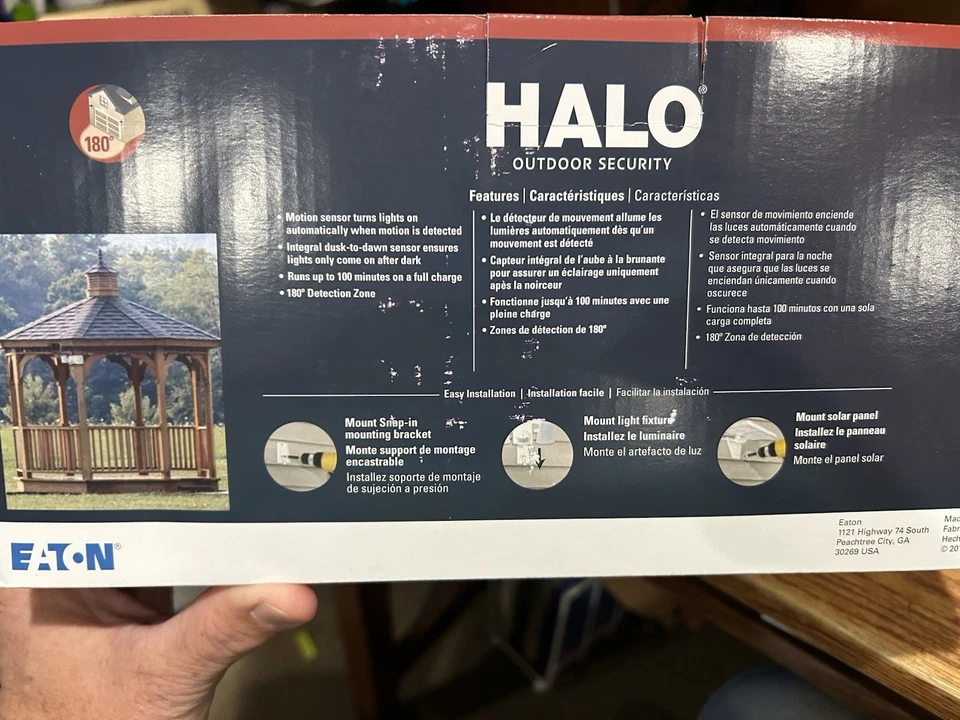 180°
HALO®
OUTDOOR SECURITY
Features | Caractéristiques | Características
• Motion sensor turns lights on
automatically when motion is detected
• Integral dusk-to-dawn sensor ensures
lights only come on after dark
• Runs up to 100 minutes on a full charge
• 180° Detection Zone
• Le détecteur de mouvement allume les
lumières automatiquement dès qu'un
mouvement est détecté
• Capteur intégral de l'aube à la brunante
pour assurer un éclairage uniquement
apès la noirceur
• Fonctionne jusqu'à 100 minutes avec une
pleine charge
• Zones de détection de 180°
• El sensor de movimiento enciende
las luces automáticamente cuando
se detecta movimiento
• Sensor integral para la noche
que asegura que las luces se
enciendan únicamente cuando
oscurece
• Funciona hasta 100 minutos con una sola
carga completa
• 180° Zona de detección
Easy Installation | Installation facile | Facilitar la instalación
Mount Snap-in
mounting bracket
Monte support de montage
encastrable
Installez soporte de montaje
de sujeción a presión
Mount light fixture
Installez le luminaire
Monte el artefacto de luz
Mount solar panel
Installez le panneau
solaire
Monte el panel solar
EATON®
Eaton
1121 Highway 74 South
Peachtree City, GA
30269 USA